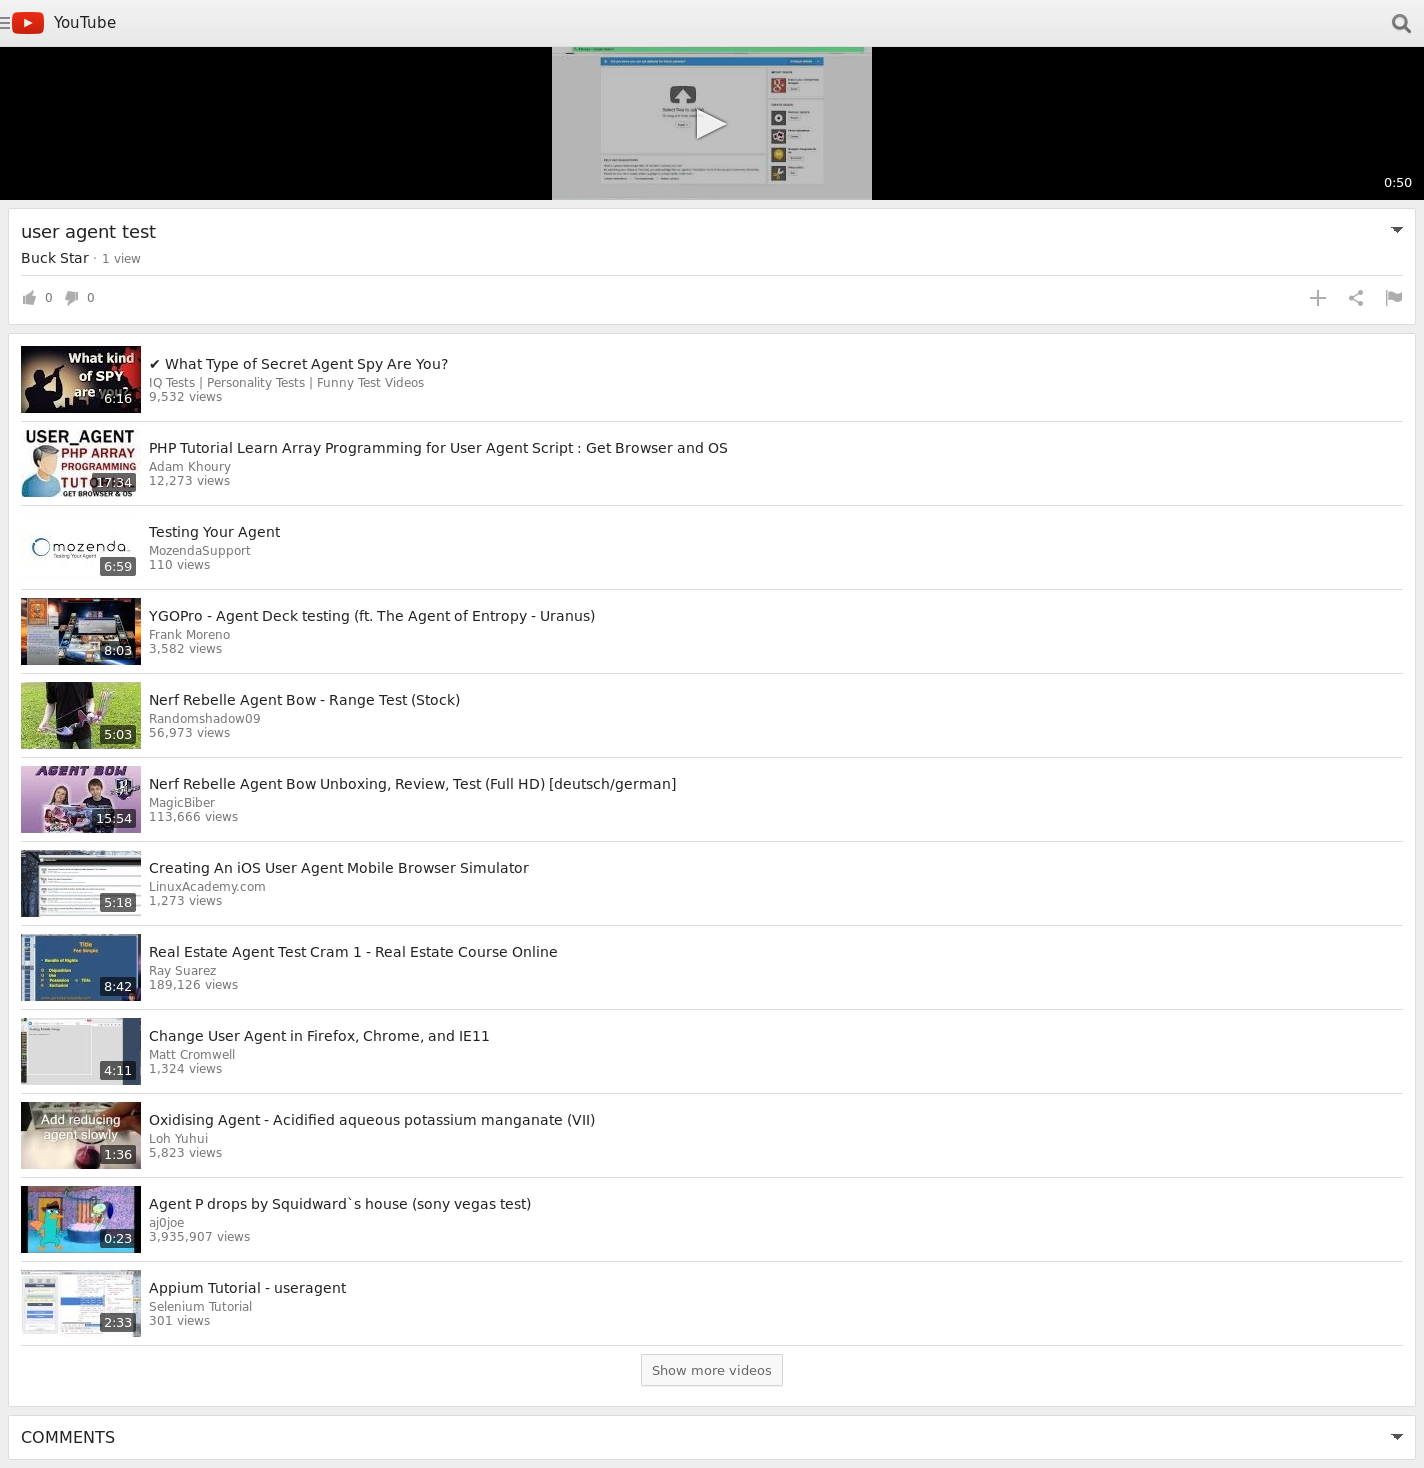 YouTube
0:50
user agent test
Buck Star · 1 view
0 0
What kind
of SPY
are you?
6:16
✔ What Type of Secret Agent Spy Are You?
IQ Tests | Personality Tests | Funny Test Videos
9,532 views
USER_AGENT
PHP ARRAY
PROGRAMMING
17:34
GET BROWSER & OS
PHP Tutorial Learn Array Programming for User Agent Script : Get Browser and OS
Adam Khoury
12,273 views
mozenda
Testing Your Agent
6:59
Testing Your Agent
MozendaSupport
110 views
8:03
YGOPro - Agent Deck testing (ft. The Agent of Entropy - Uranus)
Frank Moreno
3,582 views
5:03
Nerf Rebelle Agent Bow - Range Test (Stock)
Randomshadow09
56,973 views
AGENT BOW
15:54
Nerf Rebelle Agent Bow Unboxing, Review, Test (Full HD) [deutsch/german]
MagicBiber
113,666 views
5:18
Creating An iOS User Agent Mobile Browser Simulator
LinuxAcademy.com
1,273 views
Title
Fee Simple
Bundle of Rights
8:42
Real Estate Agent Test Cram 1 - Real Estate Course Online
Ray Suarez
189,126 views
4:11
Change User Agent in Firefox, Chrome, and IE11
Matt Cromwell
1,324 views
Add reducing
agent slowly
1:36
Oxidising Agent - Acidified aqueous potassium manganate (VII)
Loh Yuhui
5,823 views
0:23
Agent P drops by Squidward`s house (sony vegas test)
aj0joe
3,935,907 views
2:33
Appium Tutorial - useragent
Selenium Tutorial
301 views
Show more videos
COMMENTS